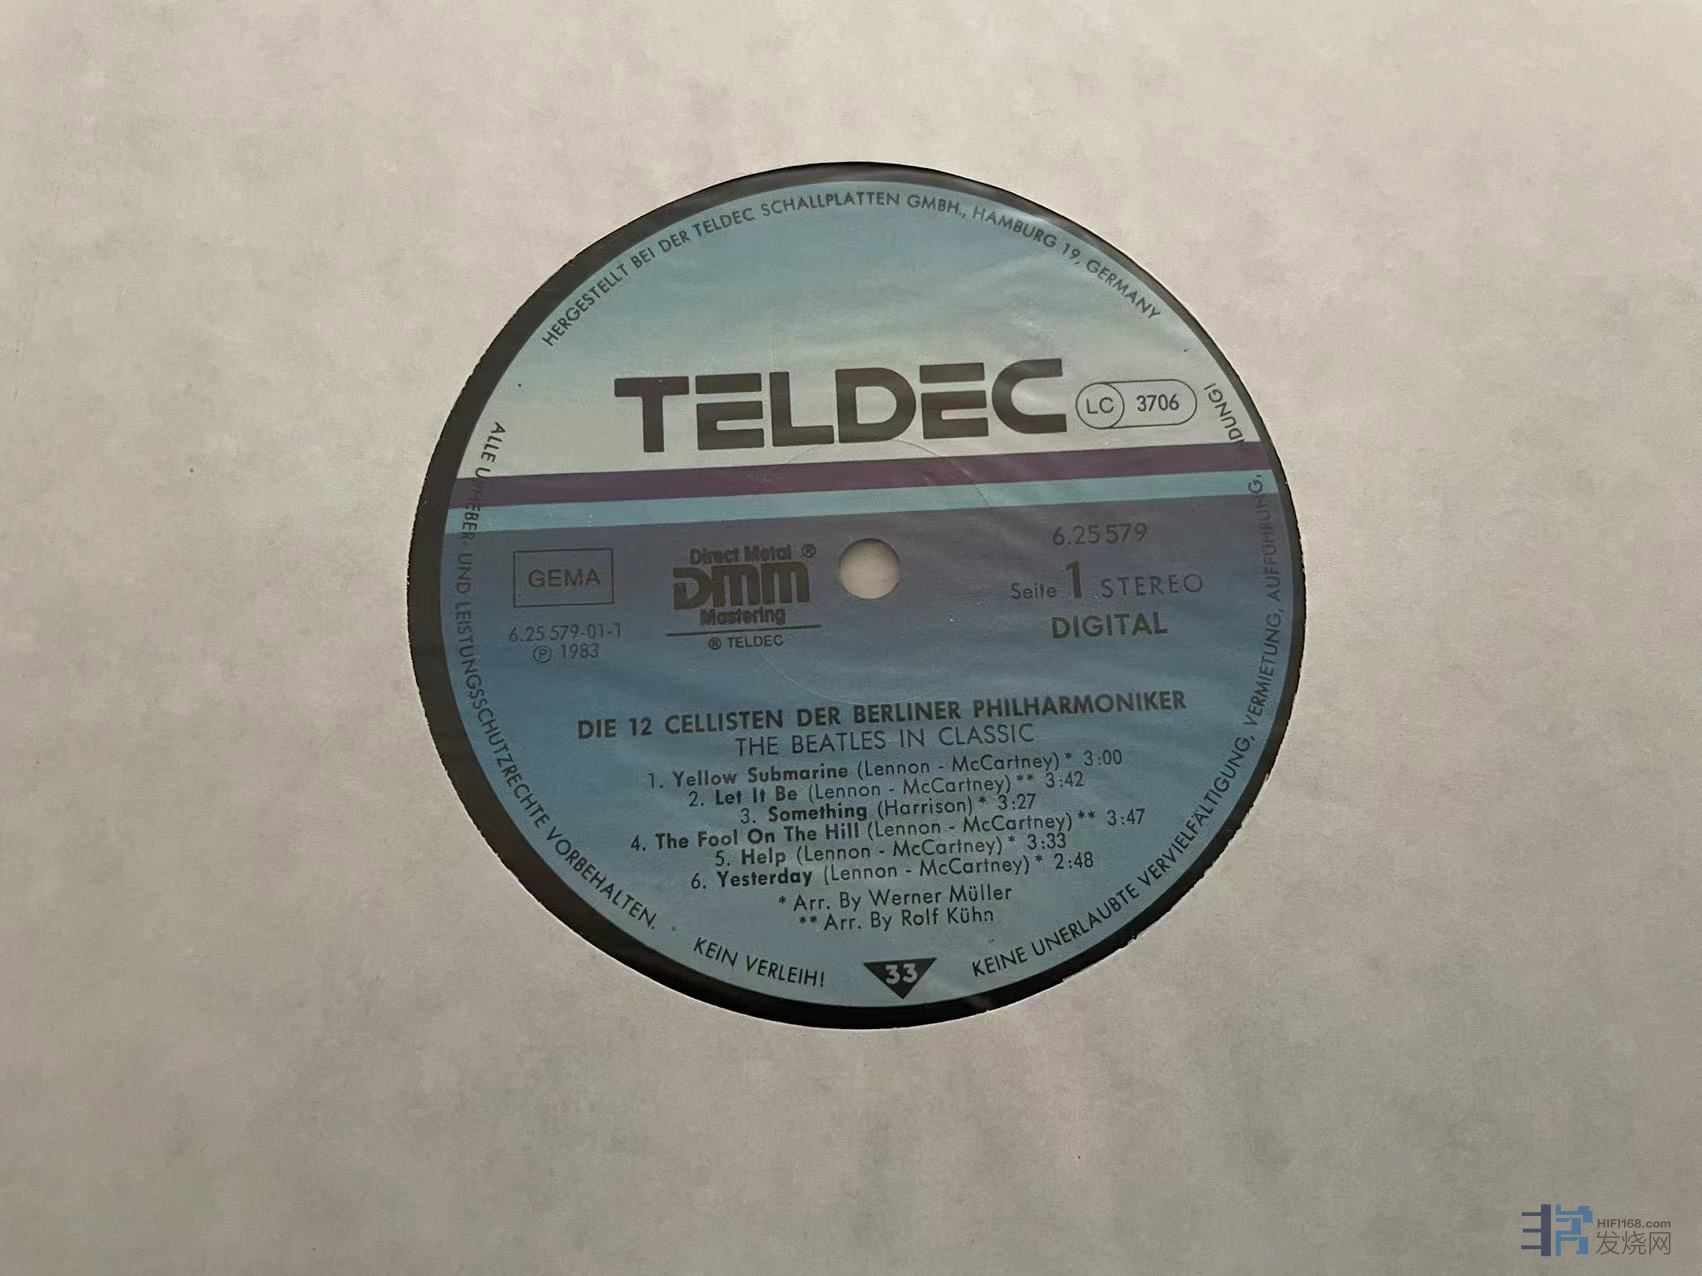 HERGESTELLT BEI DER TELDEC SCHALLPLATTEN GMBH., HAMBURG 19, GERMANY
TELDEC
LC 3706
GEMA
6.25 579-01-1
Ⓟ 1983
Direct Metal ®
DMM
Mastering
® TELDEC
6.25 579
Seite 1 STEREO
DIGITAL
DIE 12 CELLISTEN DER BERLINER PHILHARMONIKER
THE BEATLES IN CLASSIC
1. Yellow Submarine (Lennon - McCartney) * 3:00
2. Let It Be (Lennon - McCartney) ** 3:42
3. Something (Harrison) * 3:27
4. The Fool On The Hill (Lennon - McCartney) ** 3:47
5. Help (Lennon - McCartney) * 3:33
6. Yesterday (Lennon - McCartney) * 2:48
* Arr. By Werner Müller
** Arr. By Rolf Kühn
33
ALLE URHEBER- UND LEISTUNGSSCHUTZRECHTE VORBEHALTEN.
KEIN VERLEIH!
KEINE UNERLAUBTE VERVIELFÄLTIGUNG, VERMIETUNG, AUFFÜHRUNG,
HIFI168.com
发烧网